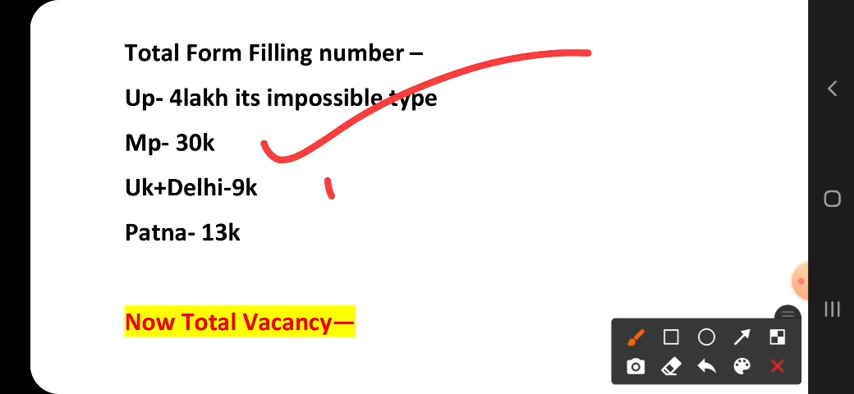 Total Form Filling number –
Up- 4lakh its impossible type
Mp- 30k
Uk+Delhi-9k
Patna- 13k
Now Total Vacancy—